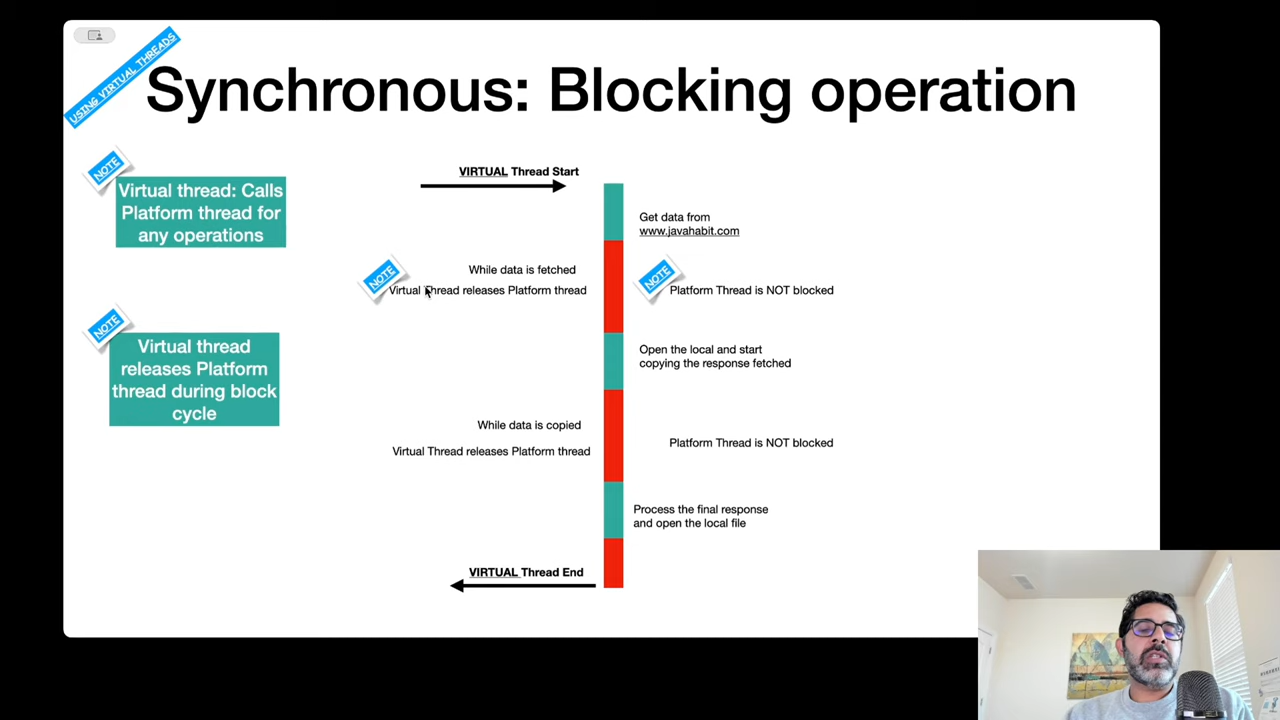 USING VIRTUAL THREADS
Synchronous: Blocking operation
NOTE
Virtual thread: Calls
Platform thread for
any operations
NOTE
Virtual thread
releases Platform
thread during block
cycle
VIRTUAL Thread Start
Get data from
www.javahabit.com
While data is fetched
NOTE
Virtual Thread releases Platform thread
NOTE
Platform Thread is NOT blocked
Open the local and start
copying the response fetched
While data is copied
Virtual Thread releases Platform thread
Platform Thread is NOT blocked
Process the final response
and open the local file
VIRTUAL Thread End